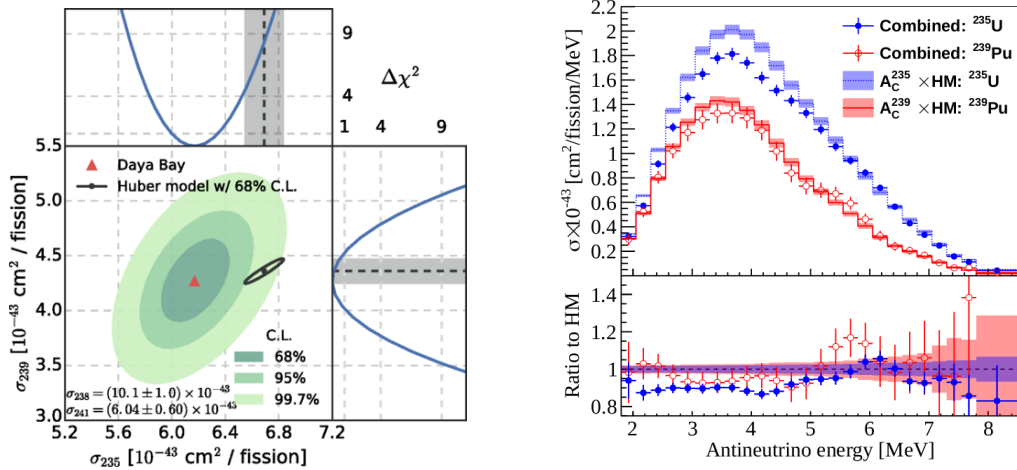 9
4
Δχ²
1 4 9
5.5
5.0
4.5
4.0
3.5
3.0
Daya Bay
Huber model w/ 68% C.L.
C.L.
68%
95%
99.7%
σ₂₃₈ = (10.1 ± 1.0) × 10⁻⁴³
σ₂₄₁ = (6.04 ± 0.60) × 10⁻⁴³
5.2 5.6 6.0 6.4 6.8 7.2
σ₂₃₅ [10⁻⁴³ cm² / fission]
σ₂₃₉ [10⁻⁴³ cm² / fission]
2.2
2
1.8
1.6
1.4
1.2
1
0.8
0.6
0.4
0.2
σ×10⁻⁴³ [cm²/fission/MeV]
Combined: ²³⁵U
Combined: ²³⁹Pu
A_C²³⁵ ×HM: ²³⁵U
A_C²³⁹ ×HM: ²³⁹Pu
1.4
1.2
1
0.8
Ratio to HM
2 3 4 5 6 7 8
Antineutrino energy [MeV]